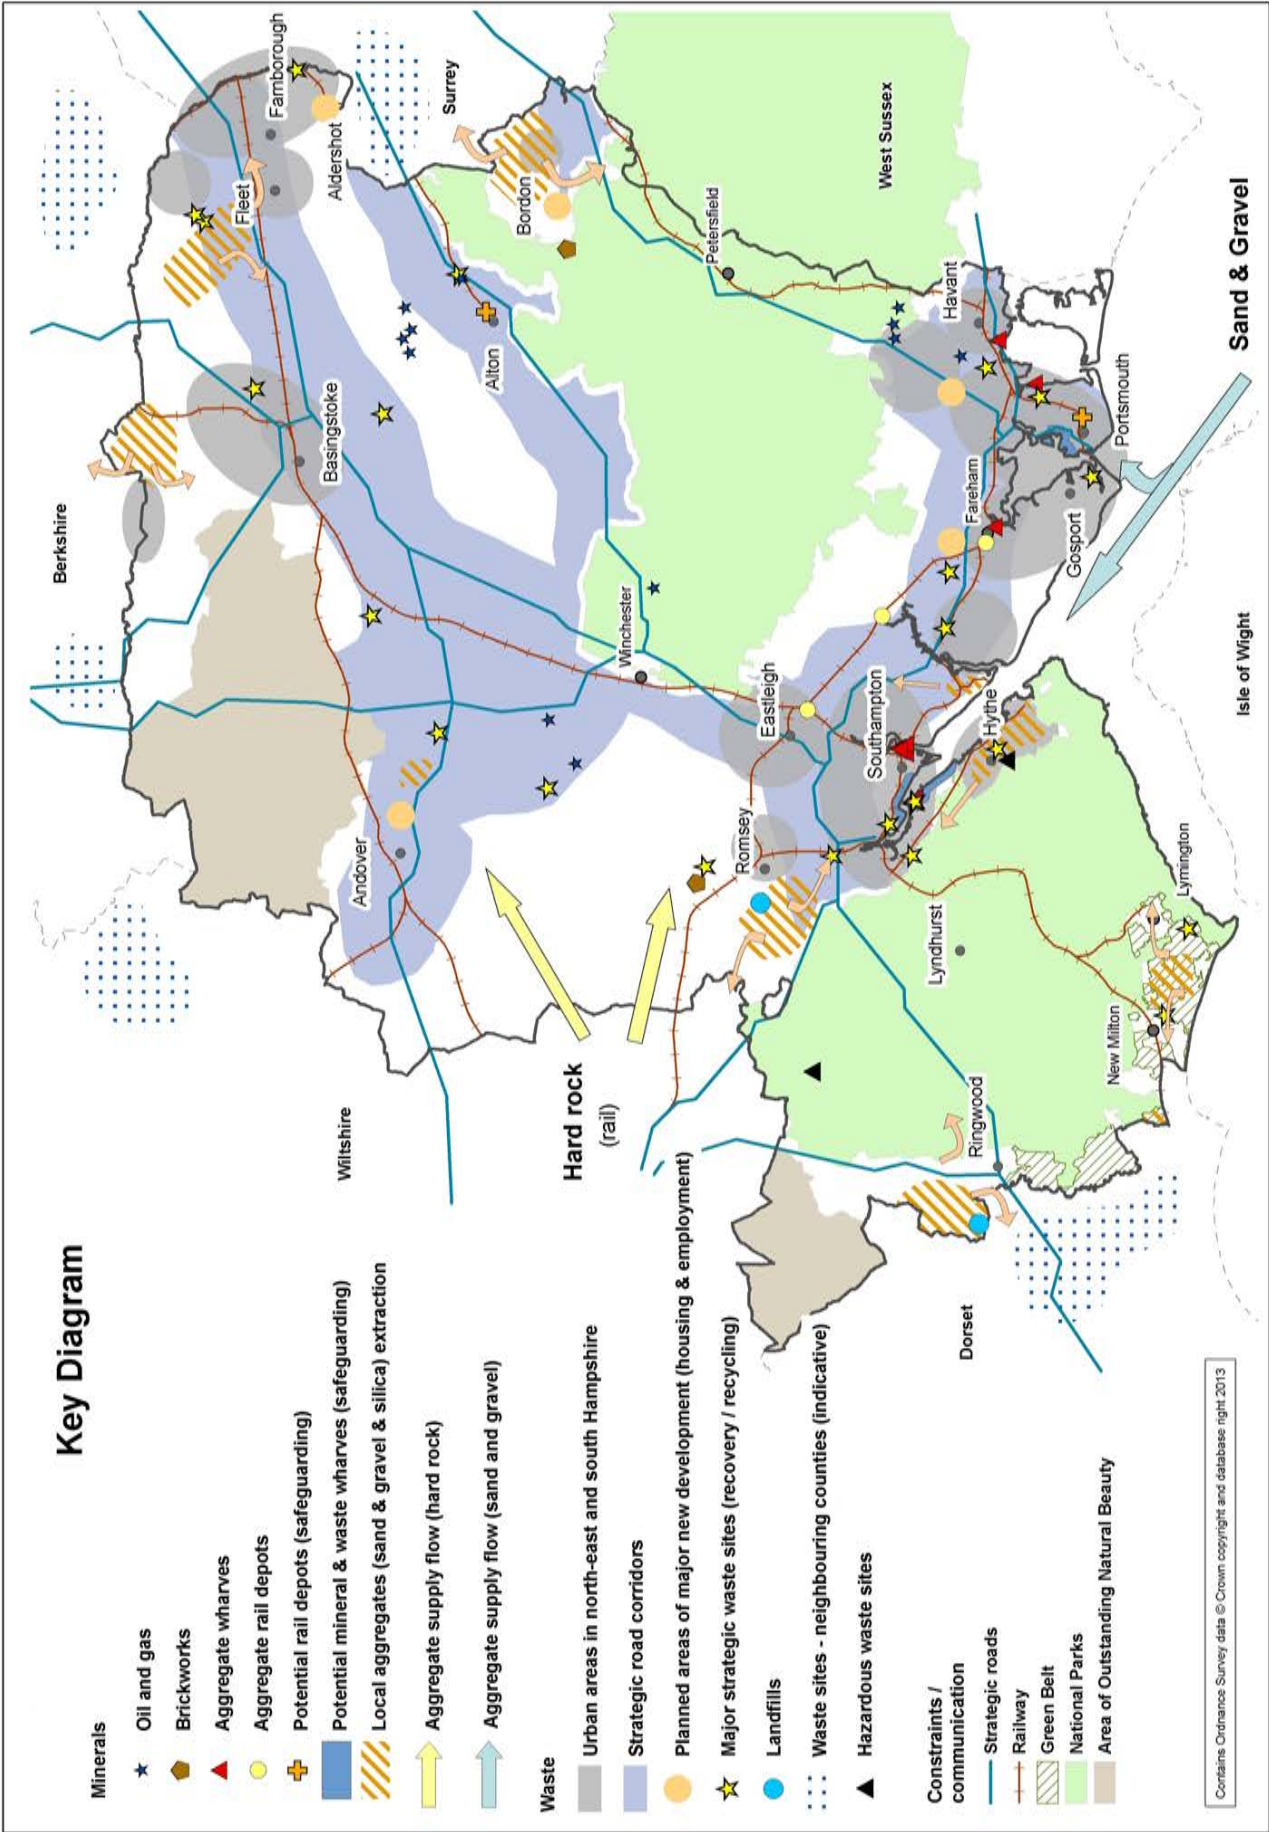 Key Diagram
Minerals
Oil and gas
Brickworks
Aggregate wharves
Aggregate rail depots
Potential rail depots (safeguarding)
Potential mineral & waste wharves (safeguarding)
Local aggregates (sand & gravel & silica) extraction
Aggregate supply flow (hard rock)
Aggregate supply flow (sand and gravel)
Waste
Urban areas in north-east and south Hampshire
Strategic road corridors
Planned areas of major new development (housing & employment)
Major strategic waste sites (recovery / recycling)
Landfills
Waste sites - neighbouring counties (indicative)
Hazardous waste sites
Constraints /
communication
Strategic roads
Railway
Green Belt
National Parks
Area of Outstanding Natural Beauty
Contains Ordnance Survey data © Crown copyright and database right 2013
Berkshire
Surrey
Farnborough
Fleet
Aldershot
Basingstoke
Bordon
Alton
Wiltshire
Andover
Hard rock
(rail)
Winchester
Petersfield
West Sussex
Romsey
Eastleigh
Southampton
Havant
Fareham
Portsmouth
Gosport
Hythe
Lyndhurst
Lymington
New Milton
Ringwood
Dorset
Isle of Wight
Sand & Gravel